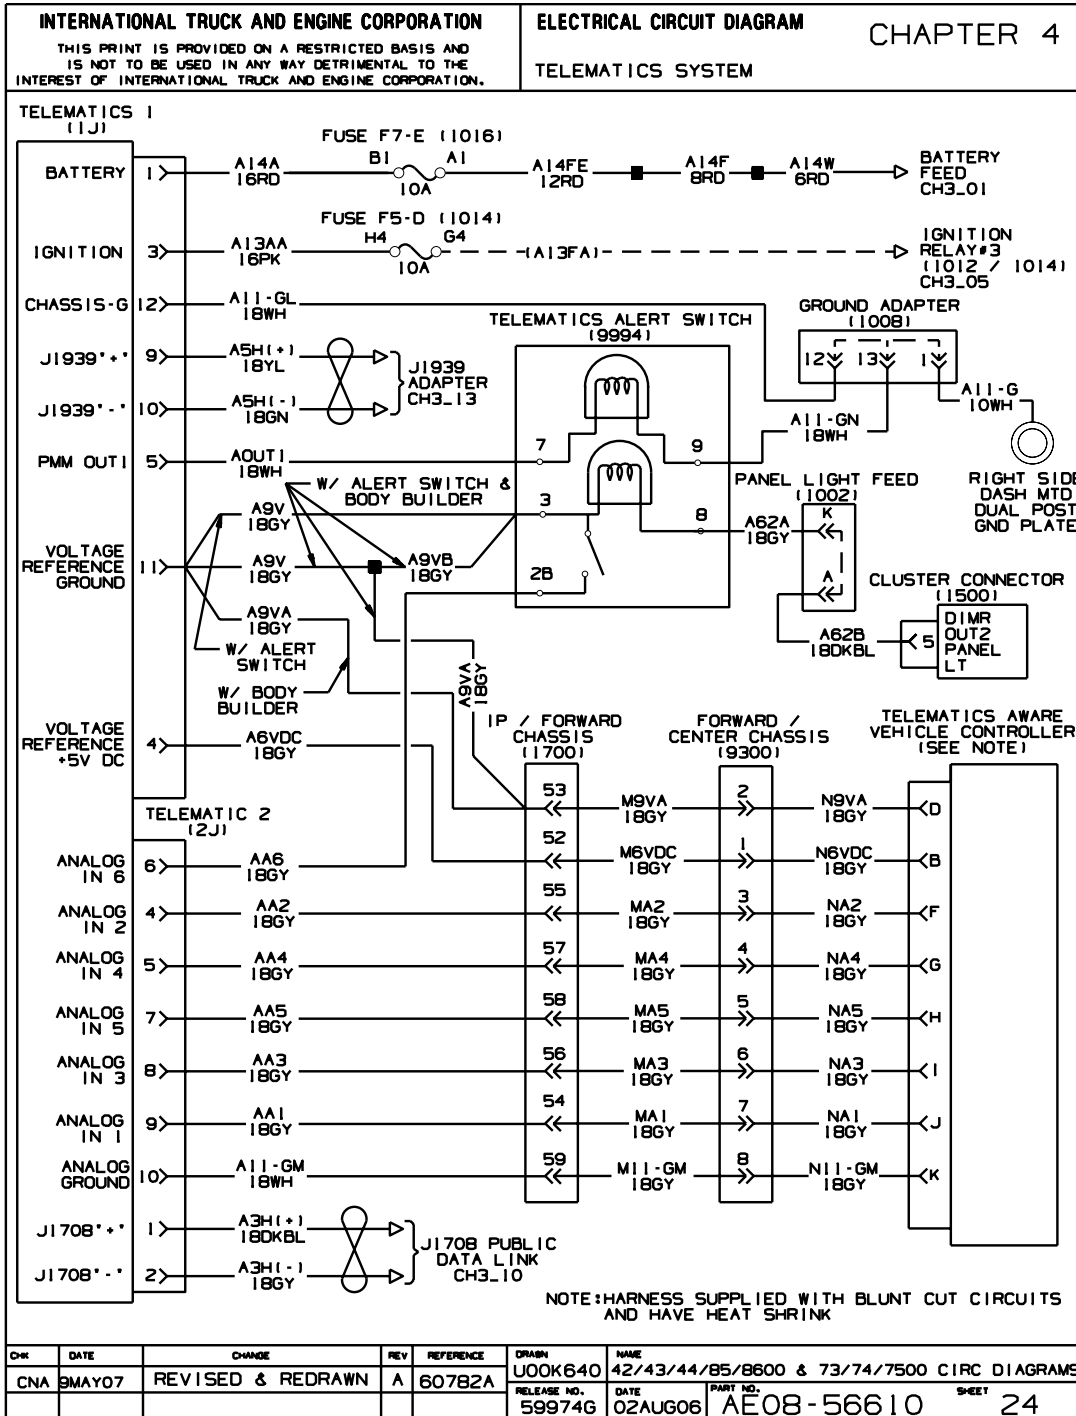 INTERNATIONAL TRUCK AND ENGINE CORPORATION
THIS PRINT IS PROVIDED ON A RESTRICTED BASIS AND
IS NOT TO BE USED IN ANY WAY DETRIMENTAL TO THE
INTEREST OF INTERNATIONAL TRUCK AND ENGINE CORPORATION.
ELECTRICAL CIRCUIT DIAGRAM
TELEMATICS SYSTEM
CHAPTER 4
TELEMATICS 1
(1J)
BATTERY
1
A14A
16RD
FUSE F7-E (1016)
B1
A1
10A
A14FE
12RD
A14F
8RD
A14W
6RD
BATTERY
FEED
CH3_01
IGNITION
3
A13AA
16PK
FUSE F5-D (1014)
H4
G4
10A
(A13FA)
IGNITION
RELAY#3
(1012 / 1014)
CH3_05
CHASSIS-G
12
A11-GL
18WH
J1939"+"
9
A5H(+)
18YL
J1939"-"
10
A5H(-)
18GN
J1939
ADAPTER
CH3_13
TELEMATICS ALERT SWITCH
(9994)
7
9
3
8
2B
GROUND ADAPTER
(1008)
12
13
1
A11-G
10WH
A11-GN
18WH
RIGHT SIDE
DASH MTD
DUAL POST
GND PLATE
PMM OUT1
5
AOUT1
18WH
W/ ALERT SWITCH &
BODY BUILDER
PANEL LIGHT FEED
(1002)
K
A
A62A
18GY
CLUSTER CONNECTOR
(1500)
A62B
18DKBL
5
DIMR
OUT2
PANEL
LT
VOLTAGE
REFERENCE
GROUND
11
A9V
18GY
A9V
18GY
A9VB
18GY
A9VA
18GY
W/ ALERT
SWITCH
W/ BODY
BUILDER
A9VA
18GY
VOLTAGE
REFERENCE
+5V DC
4
A6VDC
18GY
IP / FORWARD
CHASSIS
(1700)
FORWARD /
CENTER CHASSIS
(9300)
TELEMATICS AWARE
VEHICLE CONTROLLER
(SEE NOTE)
53
M9VA
18GY
2
N9VA
18GY
D
TELEMATIC 2
(2J)
52
M6VDC
18GY
1
N6VDC
18GY
B
ANALOG
IN 6
6
AA6
18GY
ANALOG
IN 2
4
AA2
18GY
55
MA2
18GY
3
NA2
18GY
F
ANALOG
IN 4
5
AA4
18GY
57
MA4
18GY
4
NA4
18GY
G
ANALOG
IN 5
7
AA5
18GY
58
MA5
18GY
5
NA5
18GY
H
ANALOG
IN 3
8
AA3
18GY
56
MA3
18GY
6
NA3
18GY
I
ANALOG
IN 1
9
AA1
18GY
54
MA1
18GY
7
NA1
18GY
J
ANALOG
GROUND
10
A11-GM
18WH
59
M11-GM
18GY
8
N11-GM
18GY
K
J1708"+"
1
A3H(+)
18DKBL
J1708"-"
2
A3H(-)
18GY
J1708 PUBLIC
DATA LINK
CH3_10
NOTE:HARNESS SUPPLIED WITH BLUNT CUT CIRCUITS
AND HAVE HEAT SHRINK
CHK DATE CHANGE REV REFERENCE
CNA 9MAY07 REVISED & REDRAWN A 60782A
DRAWN
U00K640
NAME
42/43/44/85/8600 & 73/74/7500 CIRC DIAGRAMS
RELEASE NO.
59974G
DATE
02AUG06
PART NO.
AE08-56610
SHEET
24